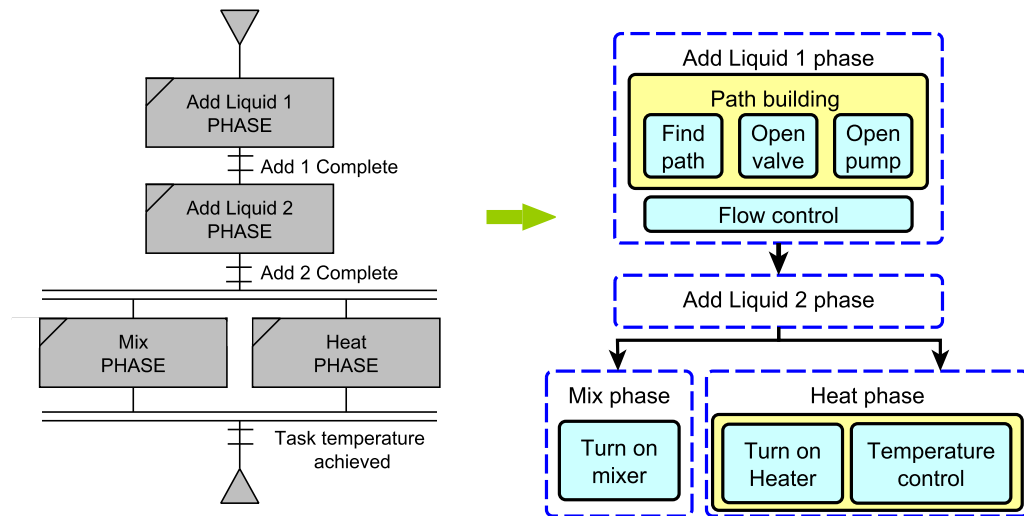 Add Liquid 1
PHASE
Add 1 Complete
Add Liquid 2
PHASE
Add 2 Complete
Mix
PHASE
Heat
PHASE
Task temperature
achieved
Add Liquid 1 phase
Path building
Find
path
Open
valve
Open
pump
Flow control
Add Liquid 2 phase
Mix phase
Turn on
mixer
Heat phase
Turn on
Heater
Temperature
control